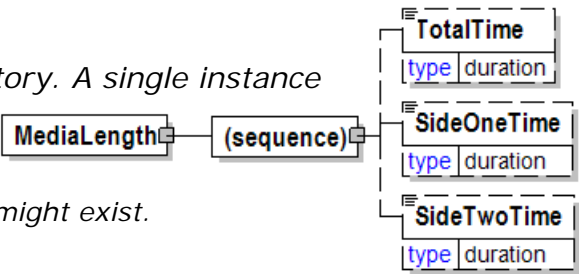 TotalTime
type duration
tory. A single instance
SideOneTime
MediaLength (sequence)
type duration
might exist.
SideTwoTime
type duration